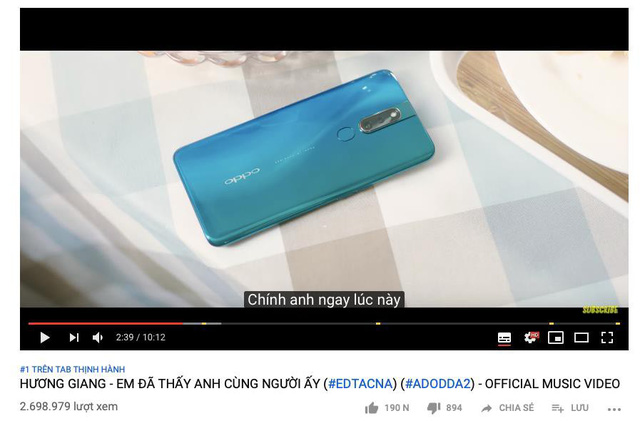 oppo
Chính anh ngay lúc này
SUBSCRIBE
2:39 / 10:12
HD
#1 TRÊN TAB THỊNH HÀNH
HƯƠNG GIANG - EM ĐÃ THẤY ANH CÙNG NGƯỜI ẤY (#EDTACNA) (#ADODDA2) - OFFICIAL MUSIC VIDEO
2.698.979 lượt xem
190 N
894
CHIA SẺ
LƯU